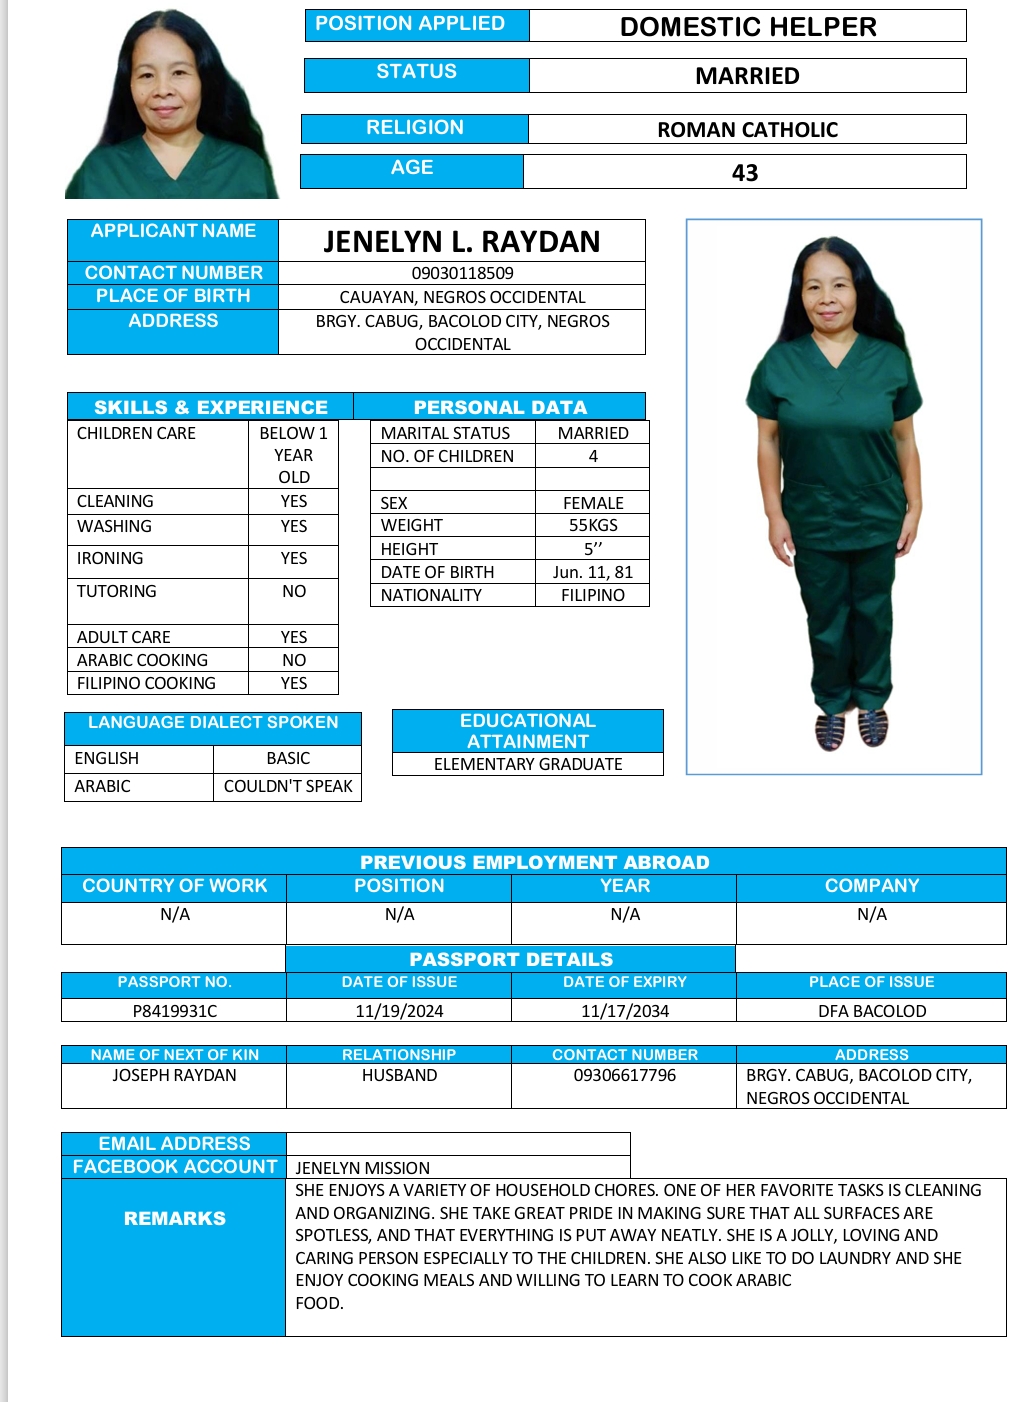 POSITION APPLIED DOMESTIC HELPER
STATUS MARRIED
RELIGION ROMAN CATHOLIC
AGE 43
APPLICANT NAME JENELYN L. RAYDAN
CONTACT NUMBER 09030118509
PLACE OF BIRTH CAUAYAN, NEGROS OCCIDENTAL
ADDRESS BRGY. CABUG, BACOLOD CITY, NEGROS
OCCIDENTAL
SKILLS & EXPERIENCE
CHILDREN CARE BELOW 1
YEAR
OLD
CLEANING YES
WASHING YES
IRONING YES
TUTORING NO
ADULT CARE YES
ARABIC COOKING NO
FILIPINO COOKING YES
PERSONAL DATA
MARITAL STATUS MARRIED
NO. OF CHILDREN 4
SEX FEMALE
WEIGHT 55KGS
HEIGHT 5’’
DATE OF BIRTH Jun. 11, 81
NATIONALITY FILIPINO
LANGUAGE DIALECT SPOKEN
ENGLISH BASIC
ARABIC COULDN'T SPEAK
EDUCATIONAL
ATTAINMENT
ELEMENTARY GRADUATE
PREVIOUS EMPLOYMENT ABROAD
COUNTRY OF WORK POSITION YEAR COMPANY
N/A N/A N/A N/A
PASSPORT DETAILS
PASSPORT NO. DATE OF ISSUE DATE OF EXPIRY PLACE OF ISSUE
P8419931C 11/19/2024 11/17/2034 DFA BACOLOD
NAME OF NEXT OF KIN RELATIONSHIP CONTACT NUMBER ADDRESS
JOSEPH RAYDAN HUSBAND 09306617796 BRGY. CABUG, BACOLOD CITY,
NEGROS OCCIDENTAL
EMAIL ADDRESS
FACEBOOK ACCOUNT JENELYN MISSION
REMARKS
SHE ENJOYS A VARIETY OF HOUSEHOLD CHORES. ONE OF HER FAVORITE TASKS IS CLEANING
AND ORGANIZING. SHE TAKE GREAT PRIDE IN MAKING SURE THAT ALL SURFACES ARE
SPOTLESS, AND THAT EVERYTHING IS PUT AWAY NEATLY. SHE IS A JOLLY, LOVING AND
CARING PERSON ESPECIALLY TO THE CHILDREN. SHE ALSO LIKE TO DO LAUNDRY AND SHE
ENJOY COOKING MEALS AND WILLING TO LEARN TO COOK ARABIC
FOOD.